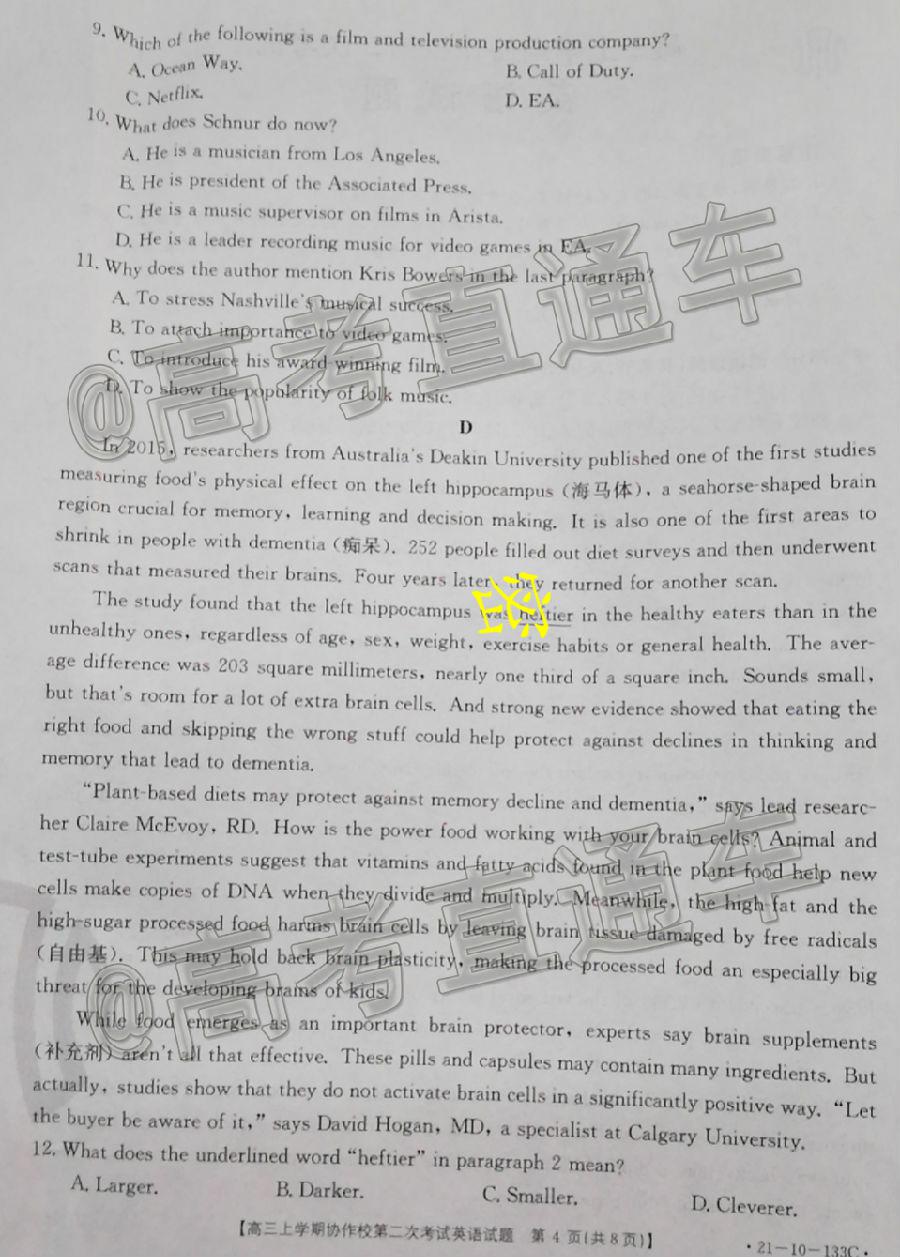 9. Which of the following is a film and television production company?
A. Ocean Way. B. Call of Duty.
C. Netflix. D. EA.
10. What does Schnur do now?
A. He is a musician from Los Angeles.
B. He is president of the Associated Press.
C. He is a music supervisor on films in Arista.
D. He is a leader recording music for video games in EA.
11. Why does the author mention Kris Bowers in the last paragraph?
A. To stress Nashville's musical success.
B. To attach importance to video games.
C. To introduce his award-winning film.
D. To show the popularity of folk music.
@高考直通车
D
In 2015, researchers from Australia's Deakin University published one of the first studies
measuring food's physical effect on the left hippocampus (海马体), a seahorse-shaped brain
region crucial for memory, learning and decision making. It is also one of the first areas to
shrink in people with dementia (痴呆). 252 people filled out diet surveys and then underwent
scans that measured their brains. Four years later, they returned for another scan.
The study found that the left hippocampus was heftier in the healthy eaters than in the
unhealthy ones, regardless of age, sex, weight, exercise habits or general health. The aver-
age difference was 203 square millimeters, nearly one third of a square inch. Sounds small,
but that's room for a lot of extra brain cells. And strong new evidence showed that eating the
right food and skipping the wrong stuff could help protect against declines in thinking and
memory that lead to dementia.
"Plant-based diets may protect against memory decline and dementia," says lead researc-
her Claire McEvoy, RD. How is the power food working with your brain cells? Animal and
test-tube experiments suggest that vitamins and fatty acids found in the plant food help new
cells make copies of DNA when they divide and multiply. Meanwhile, the high-fat and the
high-sugar processed food harms brain cells by leaving brain tissue damaged by free radicals
(自由基). This may hold back brain plasticity, making the processed food an especially big
threat for the developing brains of kids.
@高考直通车
While food emerges as an important brain protector, experts say brain supplements
(补充剂) aren't all that effective. These pills and capsules may contain many ingredients. But
actually, studies show that they do not activate brain cells in a significantly positive way. "Let
the buyer be aware of it," says David Hogan, MD, a specialist at Calgary University.
12. What does the underlined word "heftier" in paragraph 2 mean?
A. Larger. B. Darker. C. Smaller. D. Cleverer.
【高三上学期协作校第二次考试英语试题 第 4 页(共 8 页)】
·21-10-133C·